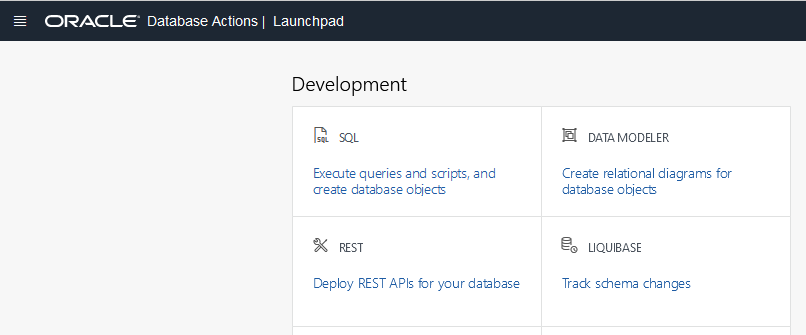 ORACLE Database Actions | Launchpad
Development
SQL
Execute queries and scripts, and
create database objects
DATA MODELER
Create relational diagrams for
database objects
REST
Deploy REST APIs for your database
LIQUIBASE
Track schema changes